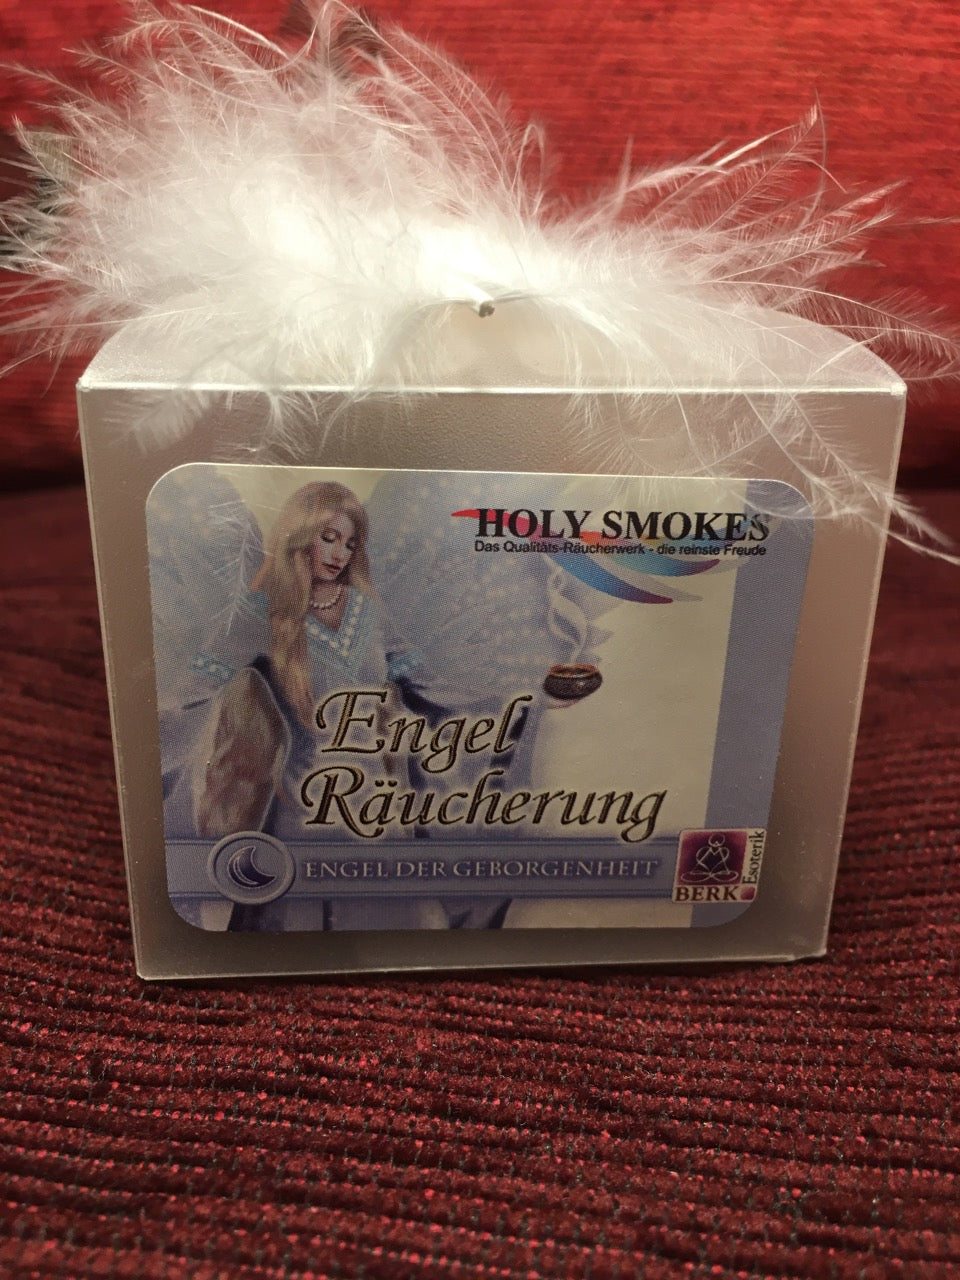 HOLY SMOKES
Das Qualitäts-Räucherwerk - die reinste Freude
Engel
Räucherung
ENGEL DER GEBORGENHEIT
BERK
Esoterik